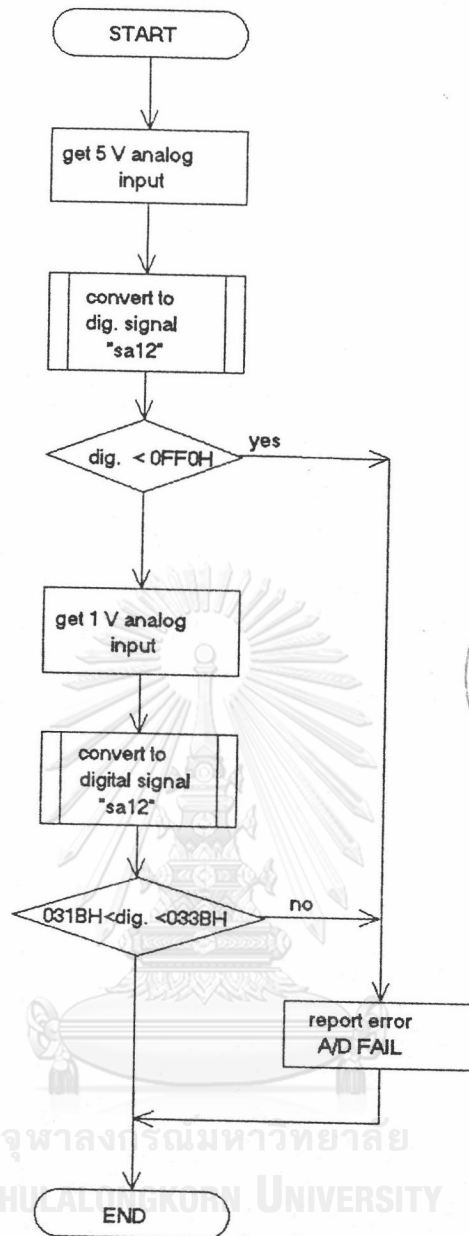 START
get 5 V analog
input
convert to
dig. signal
"sa12"
dig. < 0FF0H
yes
get 1 V analog
input
convert to
digital signal
"sa12"
031BH<dig. <033BH
no
report error
A/D FAIL
จุฬาลงกรณ์มหาวิทยาลัย
HULALONGKORN UNIVERSITY
END